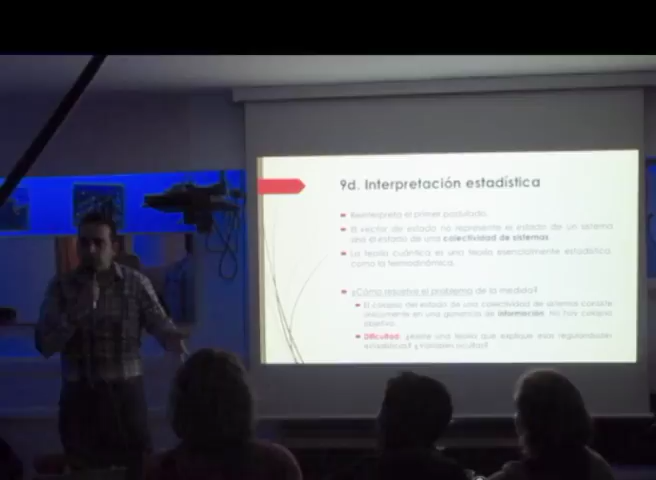 9d. Interpretación estadística
Reinterpreta el primer postulado.
El vector de estado no representa el estado de un sistema
sino el estado de una colectividad de sistemas.
La teoría cuántica es una teoría esencialmente estadística,
como la termodinámica.
¿Cómo resuelve el problema de la medida?
El colapso del estado de una colectividad de sistemas consiste
únicamente en una ganancia de información. No hay colapso
objetivo.
Dificultad: ¿Existe una teoría que explique esas regularidades
estadísticas? ¿Variables ocultas?